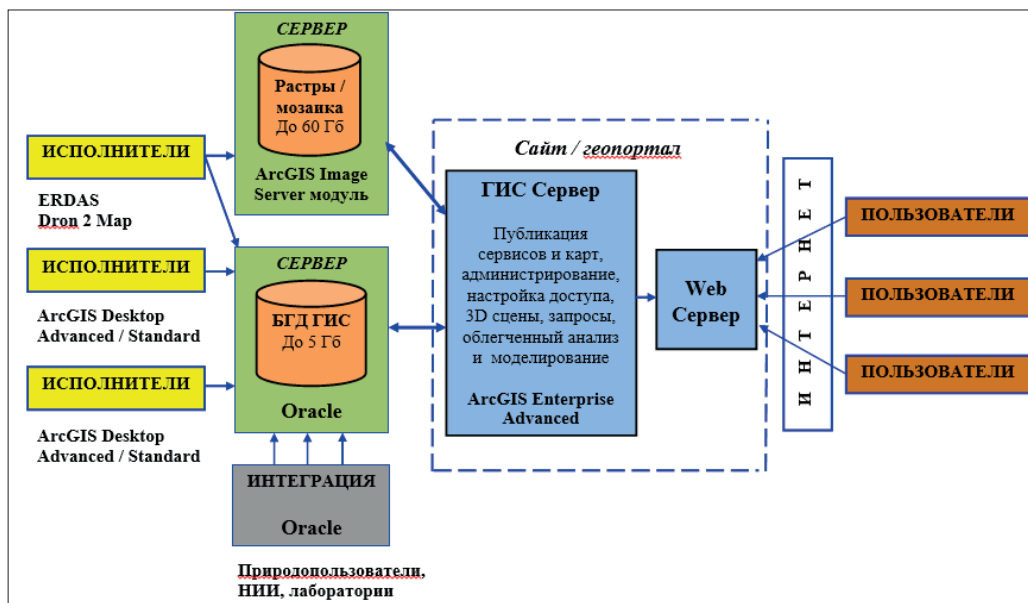 СЕРВЕР
Растры /
мозаика
До 60 Гб
ArcGIS Image
Server модуль
ИСПОЛНИТЕЛИ
ERDAS
Dron 2 Map
ИСПОЛНИТЕЛИ
ArcGIS Desktop
Advanced / Standard
ИСПОЛНИТЕЛИ
ArcGIS Desktop
Advanced / Standard
СЕРВЕР
БГД ГИС
До 5 Гб
Oracle
ИНТЕГРАЦИЯ
Oracle
Природопользователи,
НИИ, лаборатории
Сайт / геопортал
ГИС Сервер
Публикация
сервисов и карт,
администрирование,
настройка доступа,
3D сцены, запросы,
облегченный анализ
и моделирование
ArcGIS Enterprise
Advanced
Web
Сервер
ИНТЕРНЕТ
ПОЛЬЗОВАТЕЛИ
ПОЛЬЗОВАТЕЛИ
ПОЛЬЗОВАТЕЛИ